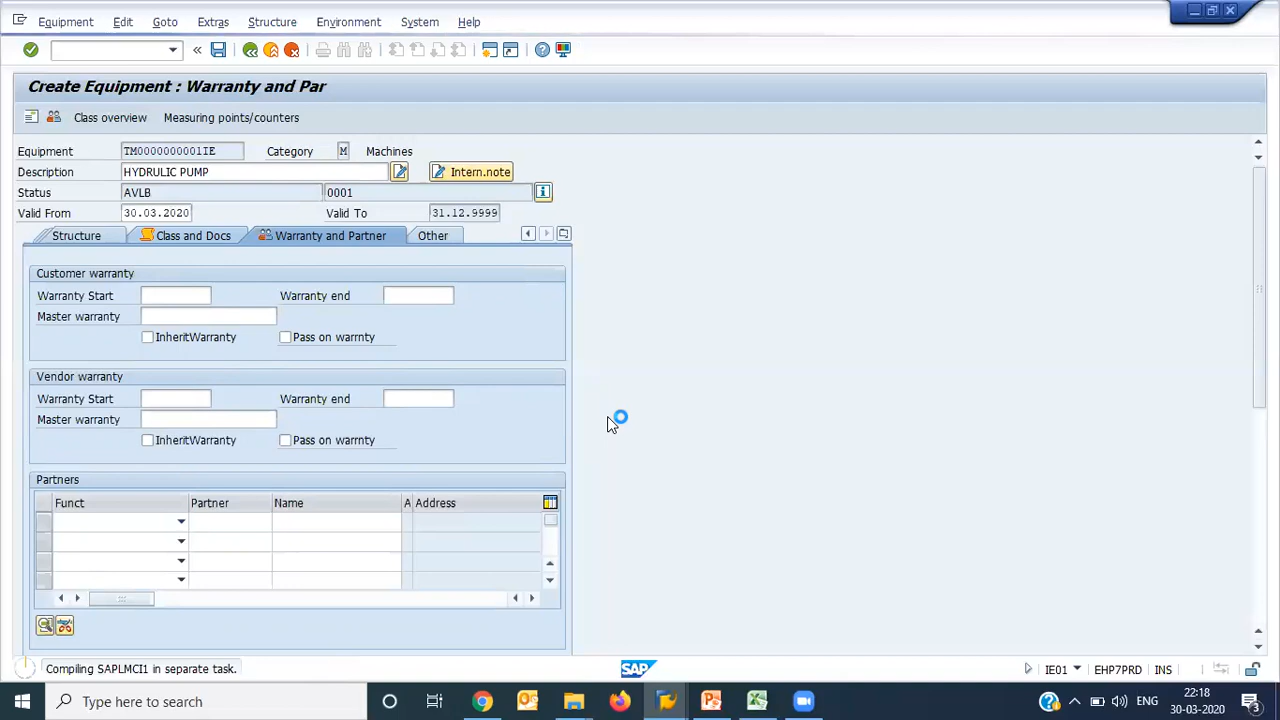 Equipment Edit Goto Extras Structure Environment System Help
Create Equipment : Warranty and Par
Class overview Measuring points/counters
Equipment TM0000000001IE Category M Machines
Description HYDRULIC PUMP Intern.note
Status AVLB 0001
Valid From 30.03.2020 Valid To 31.12.9999
Structure Class and Docs Warranty and Partner Other
Customer warranty
Warranty Start Warranty end
Master warranty
InheritWarranty Pass on warrnty
Vendor warranty
Warranty Start Warranty end
Master warranty
InheritWarranty Pass on warrnty
Partners
Funct Partner Name A Address
Compiling SAPLMCI1 in separate task. SAP IE01 EHP7PRD INS
Type here to search ENG 22:18
30-03-2020 3